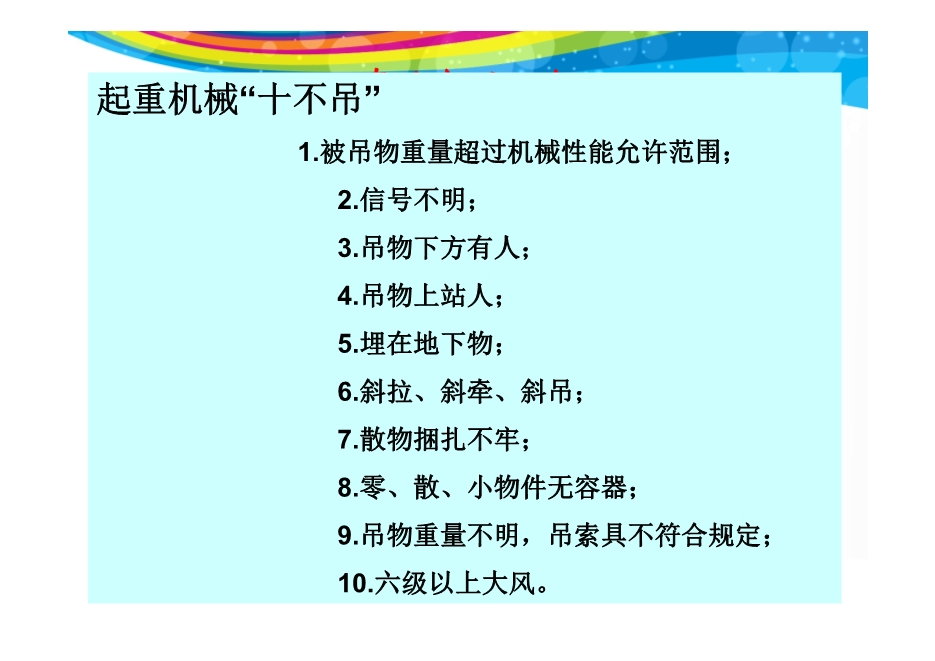 起重机械“十不吊”
1.被吊物重量超过机械性能允许范围；
2.信号不明；
3.吊物下方有人；
4.吊物上站人；
5.埋在地下物；
6.斜拉、斜牵、斜吊；
7.散物捆扎不牢；
8.零、散、小物件无容器；
9.吊物重量不明，吊索具不符合规定；
10.六级以上大风。